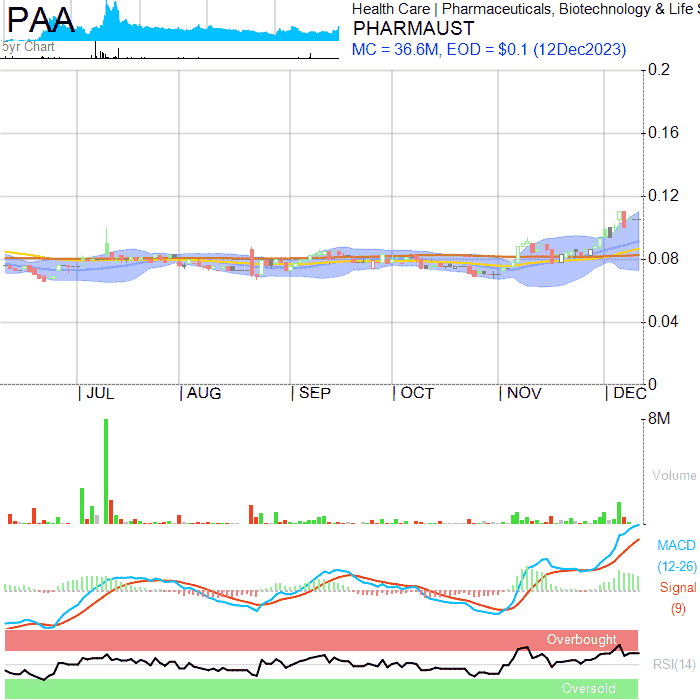 PAA
5yr Chart
Health Care | Pharmaceuticals, Biotechnology & Life
PHARMAUST
MC = 36.6M, EOD = $0.1 (12Dec2023)
0.2
0.16
0.12
0.08
0.04
0
| JUL | AUG | SEP | OCT | NOV | DEC
8M
Volume
MACD
(12-26)
Signal
(9)
Overbought
RSI(14)
Oversold